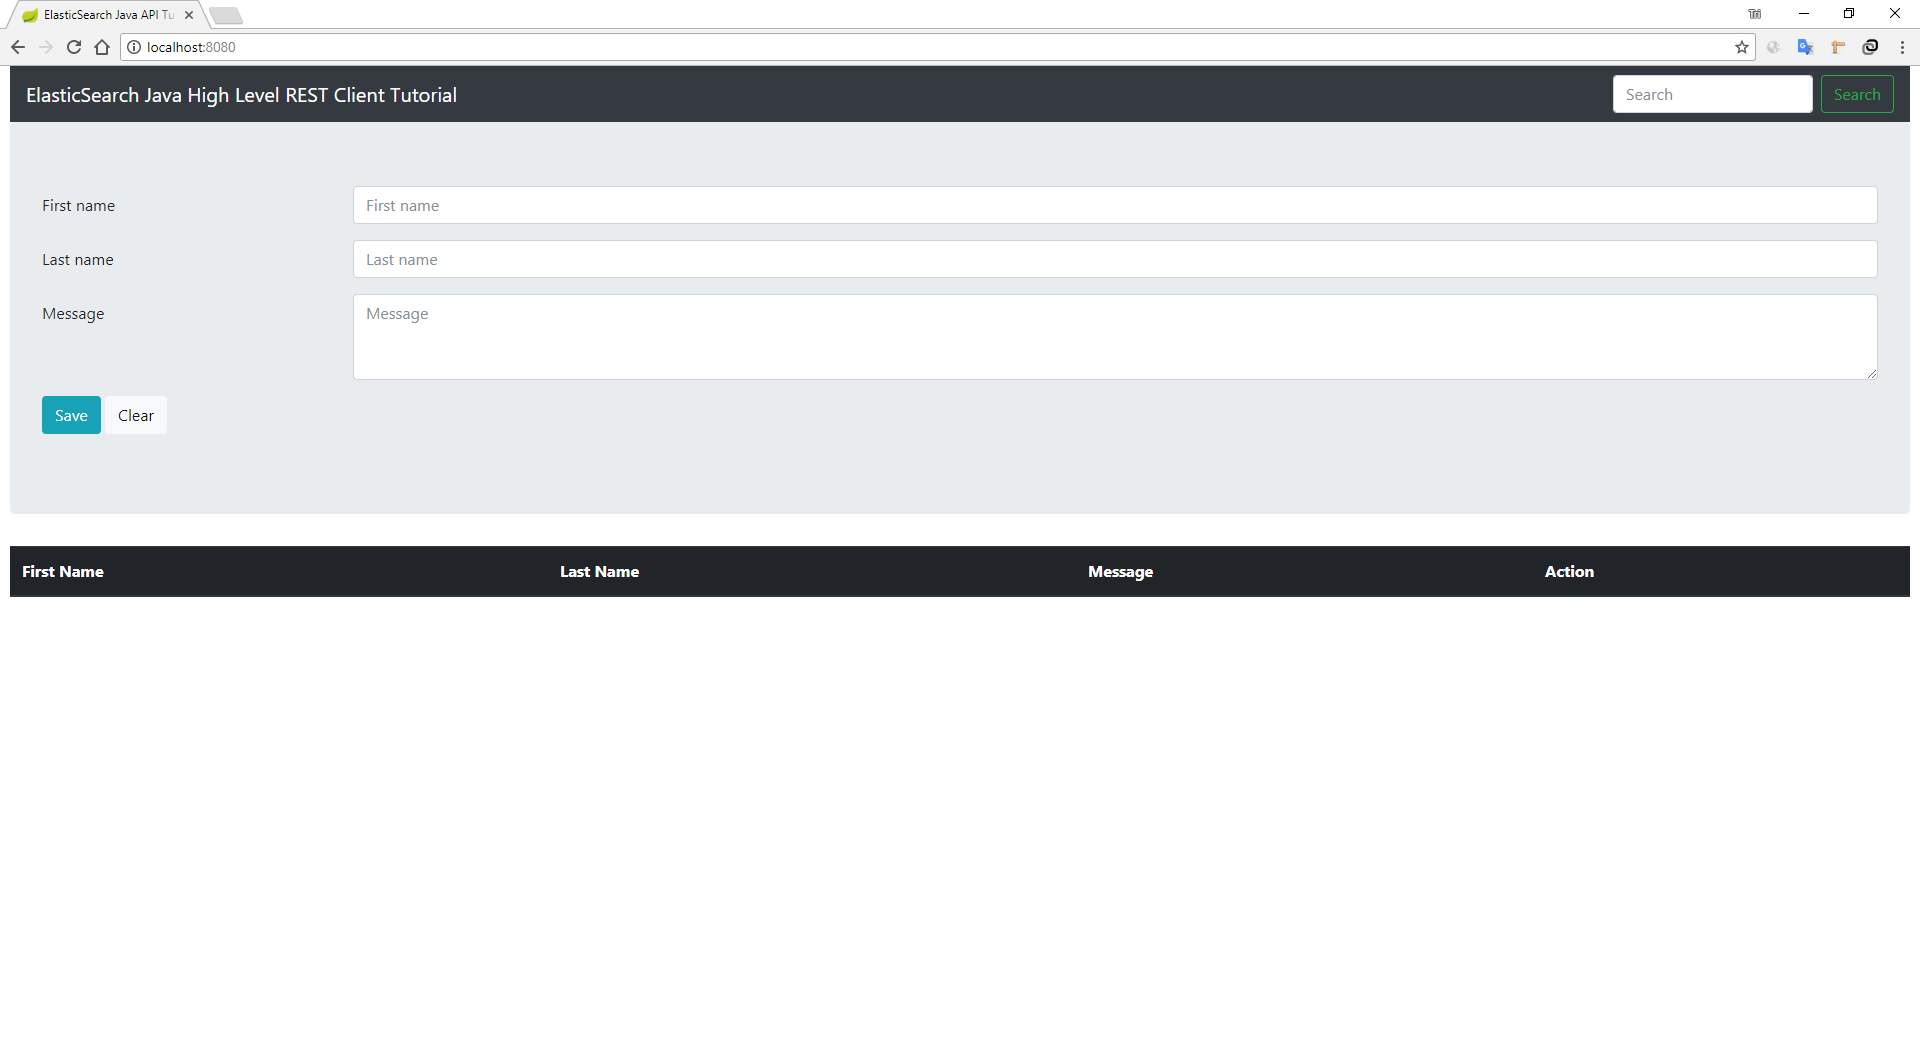 ElasticSearch Java API Tu
localhost:8080
ElasticSearch Java High Level REST Client Tutorial
Search Search
First name First name
Last name Last name
Message Message
Save Clear
First Name Last Name Message Action